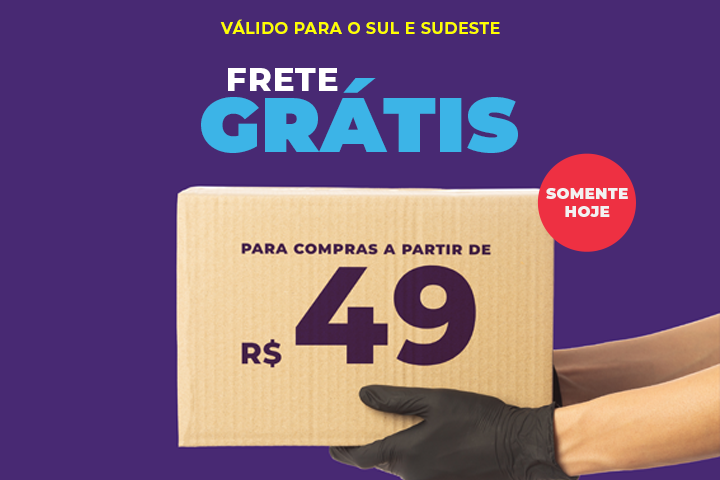 VÁLIDO PARA O SUL E SUDESTE
FRETE
GRÁTIS
SOMENTE
HOJE
PARA COMPRAS A PARTIR DE
R$ 49